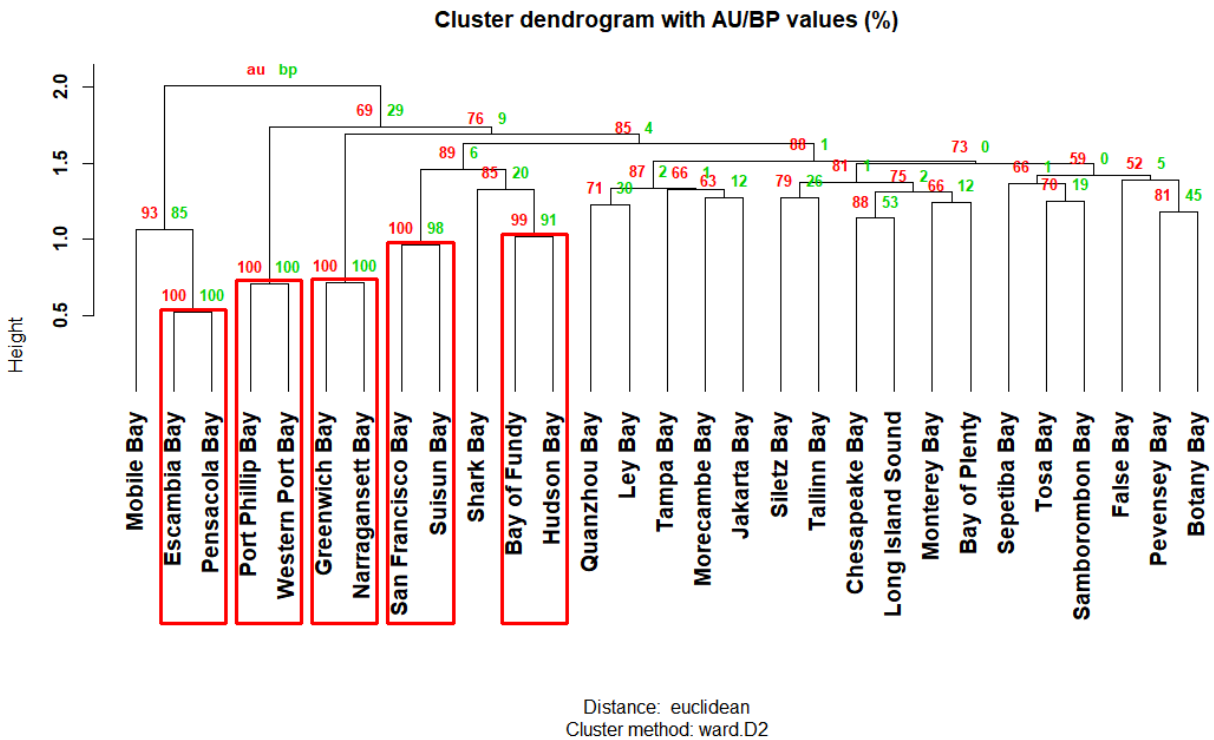 Cluster dendrogram with AU/BP values (%)
au bp
2.0
69 29
76 9
85 4
88 1
1.5
89 6
73 0
59 0
85 20
87 2
66 1
81 1
66 1
52 5
71 30
63 12
79 26
75 2
66 12
70 19
81 45
93 85
88 53
1.0
100 98
99 91
100 100
100 100
100 100
0.5
Height
Mobile Bay
Escambia Bay
Pensacola Bay
Port Phillip Bay
Western Port Bay
Greenwich Bay
Narragansett Bay
San Francisco Bay
Suisun Bay
Shark Bay
Bay of Fundy
Hudson Bay
Quanzhou Bay
Ley Bay
Tampa Bay
Morecambe Bay
Jakarta Bay
Siletz Bay
Tallinn Bay
Chesapeake Bay
Long Island Sound
Monterey Bay
Bay of Plenty
Sepetiba Bay
Tosa Bay
Samborombon Bay
False Bay
Pevensey Bay
Botany Bay
Distance: euclidean
Cluster method: ward.D2